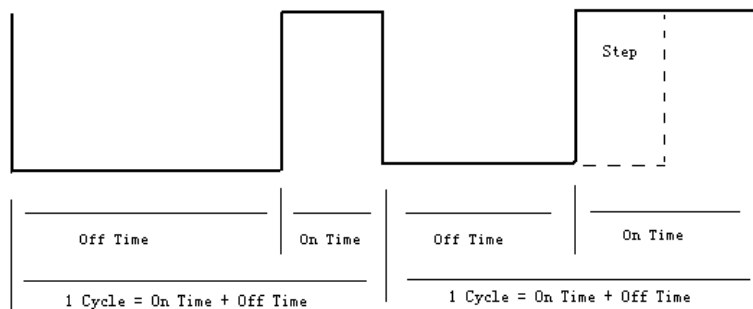 Step
Off Time
On Time
Off Time
On Time
1 Cycle = On Time + Off Time
1 Cycle = On Time + Off Time